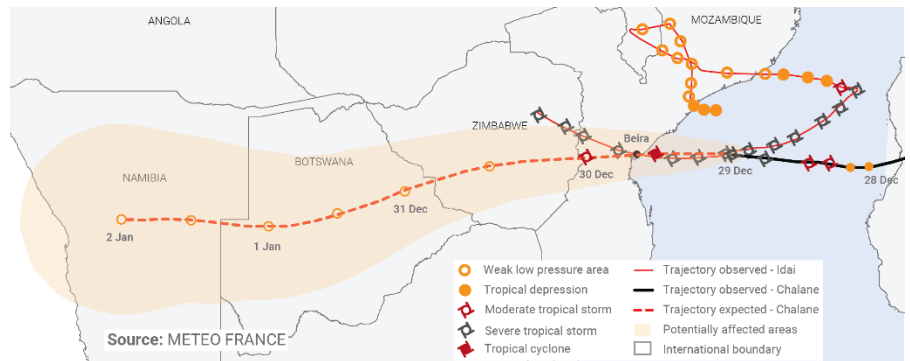 ANGOLA
MOZAMBIQUE
ZIMBABWE
Beira
BOTSWANA
NAMIBIA
30 Dec
29 Dec
28 Dec
31 Dec
2 Jan
1 Jan
Weak low pressure area
Tropical depression
Moderate tropical storm
Severe tropical storm
Tropical cyclone
Trajectory observed - Idai
Trajectory observed - Chalane
Trajectory expected - Chalane
Potentially affected areas
International boundary
Source: METEO FRANCE